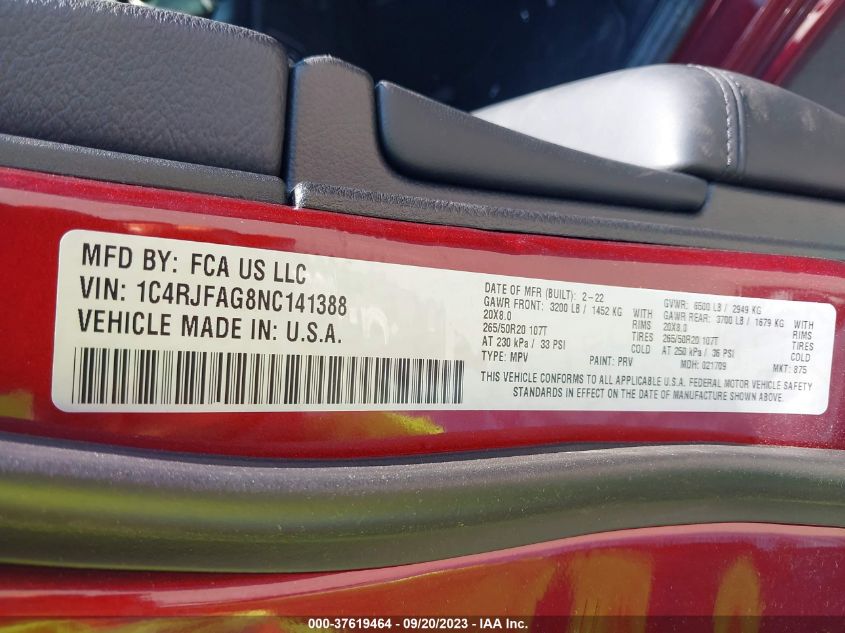 MFD BY: FCA US LLC
VIN: 1C4RJFAG8NC141388
VEHICLE MADE IN: U.S.A.
DATE OF MFR (BUILT): 2-22 GVWR: 6500 LB / 2949 KG
GAWR FRONT: 3200 LB / 1452 KG WITH GAWR REAR: 3700 LB / 1679 KG WITH
20X8.0 RIMS 20X8.0 RIMS
265/50R20 107T TIRES 265/50R20 107T TIRES
AT 230 kPa / 33 PSI COLD AT 250 kPa / 36 PSI COLD
TYPE: MPV PAINT: PRV MDH: 021709 MKT: 875
THIS VEHICLE CONFORMS TO ALL APPLICABLE U.S.A. FEDERAL MOTOR VEHICLE SAFETY
STANDARDS IN EFFECT ON THE DATE OF MANUFACTURE SHOWN ABOVE.
000-37619464 - 09/20/2023 - IAA Inc.